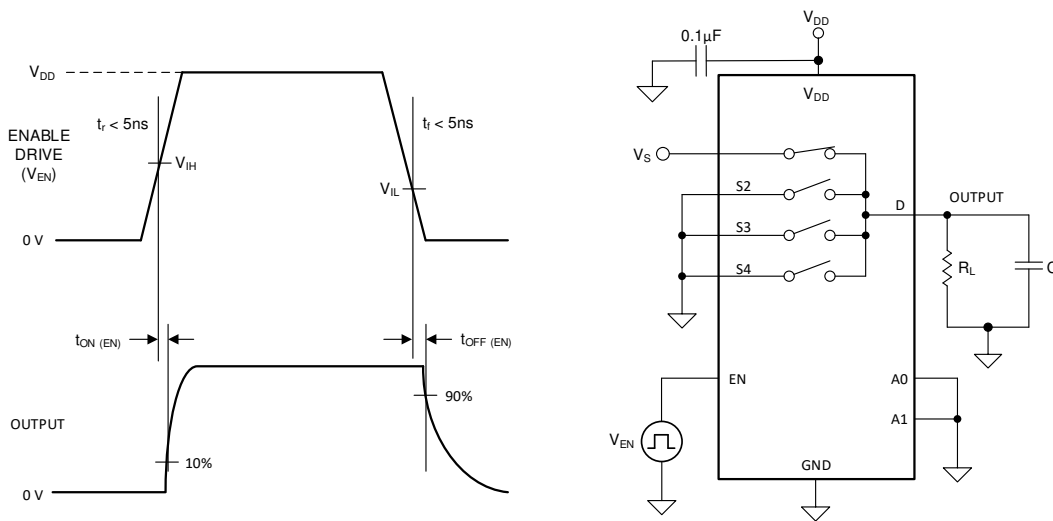 V_DD
t_r < 5ns
t_f < 5ns
ENABLE
DRIVE
(V_EN)
V_IH
V_IL
0 V
t_ON (EN)
t_OFF (EN)
90%
OUTPUT
10%
0 V
V_DD
0.1µF
V_DD
V_S
S2
D
OUTPUT
S3
S4
R_L
EN
A0
A1
V_EN
GND